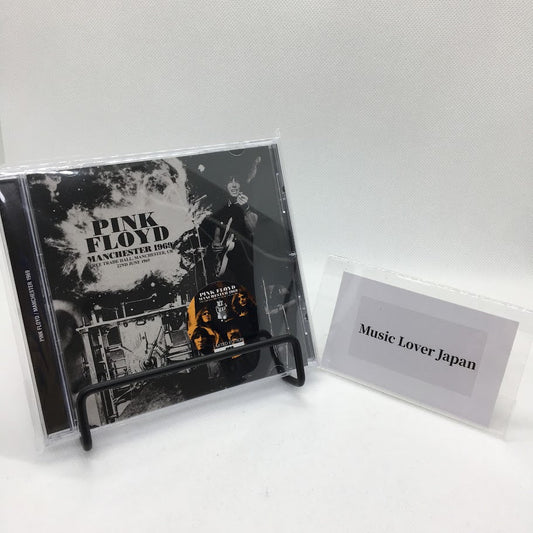 PINK
FLOYD
MANCHESTER 1969
FREE TRADE HALL, MANCHESTER, UK
22ND JUNE 1969
PINK FLOYD : MANCHESTER 1969
PINK FLOYD
MANCHESTER 1969
Music Lover Japan